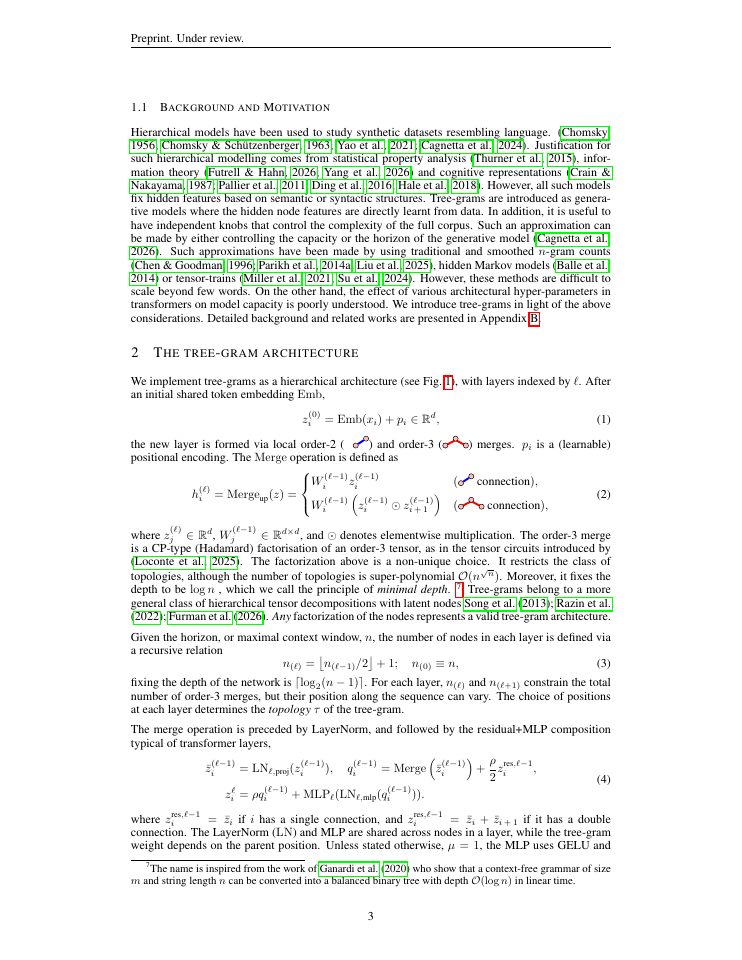 Preprint. Under review.
1.1 BACKGROUND AND MOTIVATION
Hierarchical models have been used to study synthetic datasets resembling language. (Chomsky,
1956; Chomsky & Schützenberger, 1963; Yao et al., 2021; Cagnetta et al., 2024). Justification for
such hierarchical modelling comes from statistical property analysis (Thurner et al., 2015), infor-
mation theory (Futrell & Hahn, 2026; Yang et al., 2026) and cognitive representations (Crain &
Nakayama, 1987; Pallier et al., 2011; Ding et al., 2016; Hale et al., 2018). However, all such models
fix hidden features based on semantic or syntactic structures. Tree-grams are introduced as genera-
tive models where the hidden node features are directly learnt from data. In addition, it is useful to
have independent knobs that control the complexity of the full corpus. Such an approximation can
be made by either controlling the capacity or the horizon of the generative model (Cagnetta et al.,
2026). Such approximations have been made by using traditional and smoothed n-gram counts
(Chen & Goodman, 1996; Parikh et al., 2014a; Liu et al., 2025), hidden Markov models (Balle et al.,
2014) or tensor-trains (Miller et al., 2021; Su et al., 2024). However, these methods are difficult to
scale beyond few words. On the other hand, the effect of various architectural hyper-parameters in
transformers on model capacity is poorly understood. We introduce tree-grams in light of the above
considerations. Detailed background and related works are presented in Appendix B.
2 THE TREE-GRAM ARCHITECTURE
We implement tree-grams as a hierarchical architecture (see Fig. 1), with layers indexed by ℓ. After
an initial shared token embedding Emb,
z_i^{(0)} = Emb(x_i) + p_i ∈ ℝ^d, (1)
the new layer is formed via local order-2 ( ) and order-3 ( ) merges. p_i is a (learnable)
positional encoding. The Merge operation is defined as
h_i^{(ℓ)} = Merge_{up}(z) = { W_i^{(ℓ−1)} z_i^{(ℓ−1)} ( connection),
W_i^{(ℓ−1)} ( z_i^{(ℓ−1)} ⊙ z_{i+1}^{(ℓ−1)} ) ( connection), (2)
where z_j^{(ℓ)} ∈ ℝ^d, W_j^{(ℓ−1)} ∈ ℝ^{d×d}, and ⊙ denotes elementwise multiplication. The order-3 merge
is a CP-type (Hadamard) factorisation of an order-3 tensor, as in the tensor circuits introduced by
(Loconte et al., 2025). The factorization above is a non-unique choice. It restricts the class of
topologies, although the number of topologies is super-polynomial O(n^{√n}). Moreover, it fixes the
depth to be log n , which we call the principle of minimal depth. ⁷ Tree-grams belong to a more
general class of hierarchical tensor decompositions with latent nodes Song et al. (2013); Razin et al.
(2022); Furman et al. (2026). Any factorization of the nodes represents a valid tree-gram architecture.
Given the horizon, or maximal context window, n, the number of nodes in each layer is defined via
a recursive relation
n_{(ℓ)} = ⌊n_{(ℓ−1)}/2⌋ + 1; n_{(0)} ≡ n, (3)
fixing the depth of the network is ⌈log₂(n − 1)⌉. For each layer, n_{(ℓ)} and n_{(ℓ+1)} constrain the total
number of order-3 merges, but their position along the sequence can vary. The choice of positions
at each layer determines the topology τ of the tree-gram.
The merge operation is preceded by LayerNorm, and followed by the residual+MLP composition
typical of transformer layers,
z̄_i^{(ℓ−1)} = LN_{ℓ,proj}(z_i^{(ℓ−1)}), q_i^{(ℓ−1)} = Merge ( z̄_i^{(ℓ−1)} ) + ρ/2 z_i^{res,ℓ−1},
z_i^ℓ = ρq_i^{(ℓ−1)} + MLP_ℓ(LN_{ℓ,mlp}(q_i^{(ℓ−1)})). (4)
where z_i^{res,ℓ−1} = z̄_i if i has a single connection, and z_i^{res,ℓ−1} = z̄_i + z̄_{i+1} if it has a double
connection. The LayerNorm (LN) and MLP are shared across nodes in a layer, while the tree-gram
weight depends on the parent position. Unless stated otherwise, μ = 1, the MLP uses GELU and
⁷The name is inspired from the work of Ganardi et al. (2020) who show that a context-free grammar of size
m and string length n can be converted into a balanced binary tree with depth O(log n) in linear time.
3